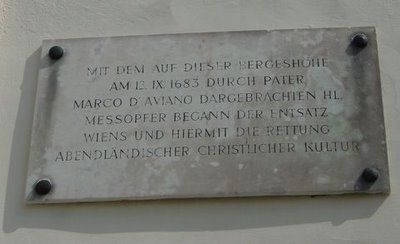 MIT DEM AUF DIESER BERGESHÖHE
AM 12. IX. 1683 DURCH PATER
MARCO D'AVIANO DARGEBRACHTEN HL.
MESSOPFER BEGANN DER ENTSATZ
WIENS UND HIERMIT DIE RETTUNG
ABENDLÄNDISCHER CHRISTLICHER KULTUR